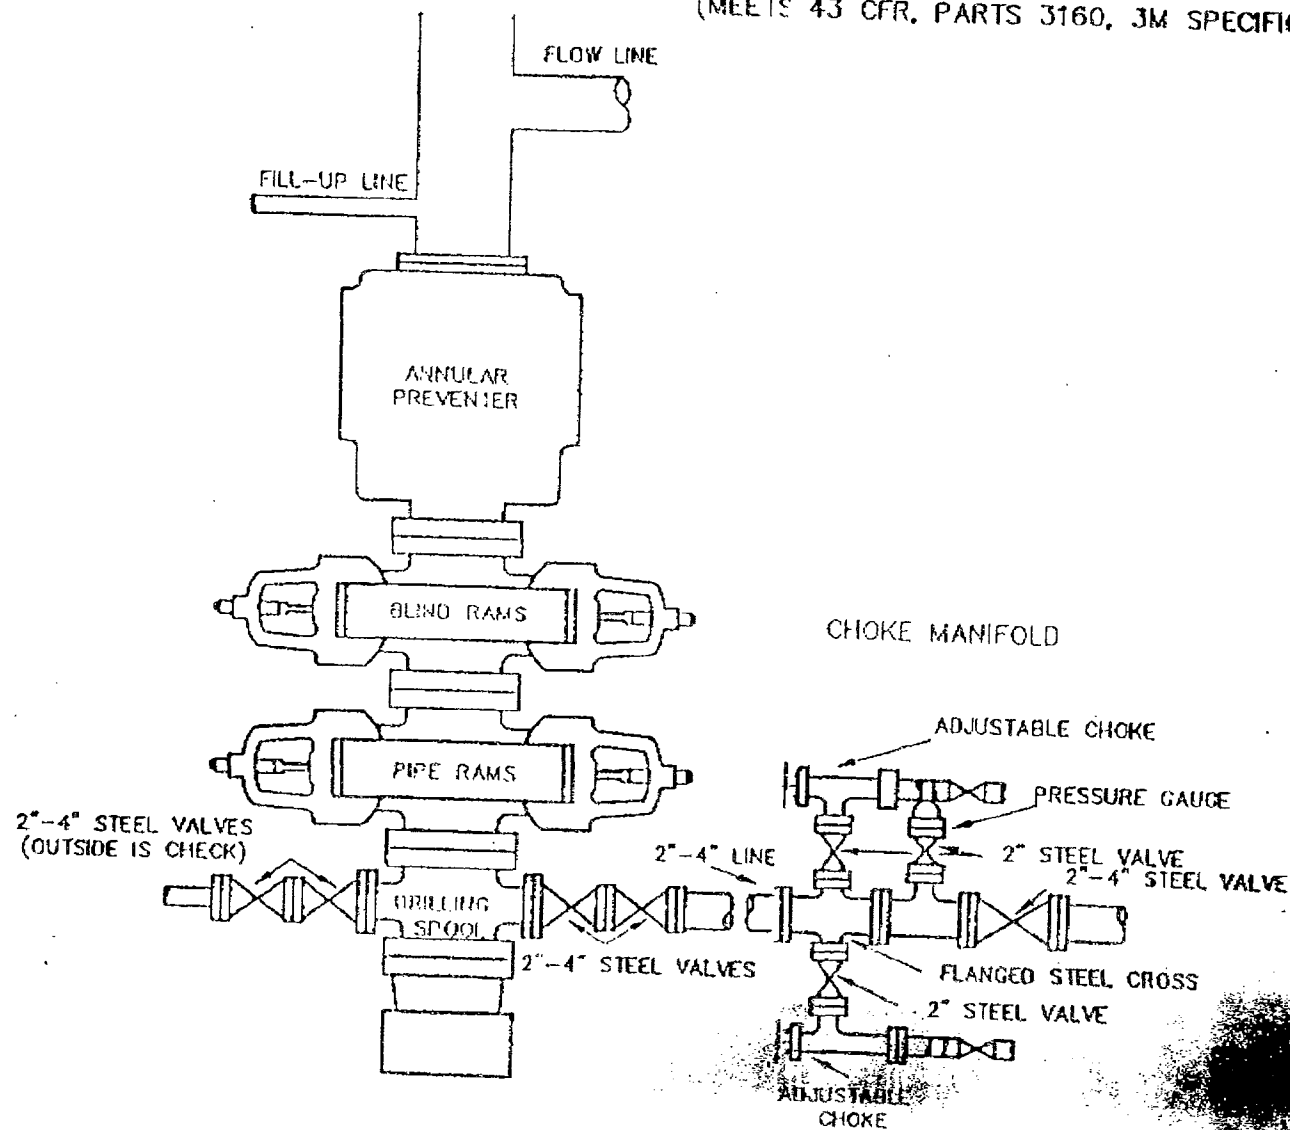 (MEETS 43 CFR, PARTS 3160, 3M
FLOW LINE
FILL-UP LINE
ANNULAR
PREVENTER
BLIND RAMS
CHOKE MANIFOLD
ADJUSTABLE CHOKE
PIPE RAMS
PRESSURE GAUGE
2"-4" STEEL VALVES
(OUTSIDE IS CHECK)
2"-4" LINE
2" STEEL VALVE
2"-4" STEEL VALVE
DRILLING
SPOOL
2"-4" STEEL VALVES
FLANGED STEEL CROSS
2" STEEL VALVE
ADJUSTABLE
CHOKE